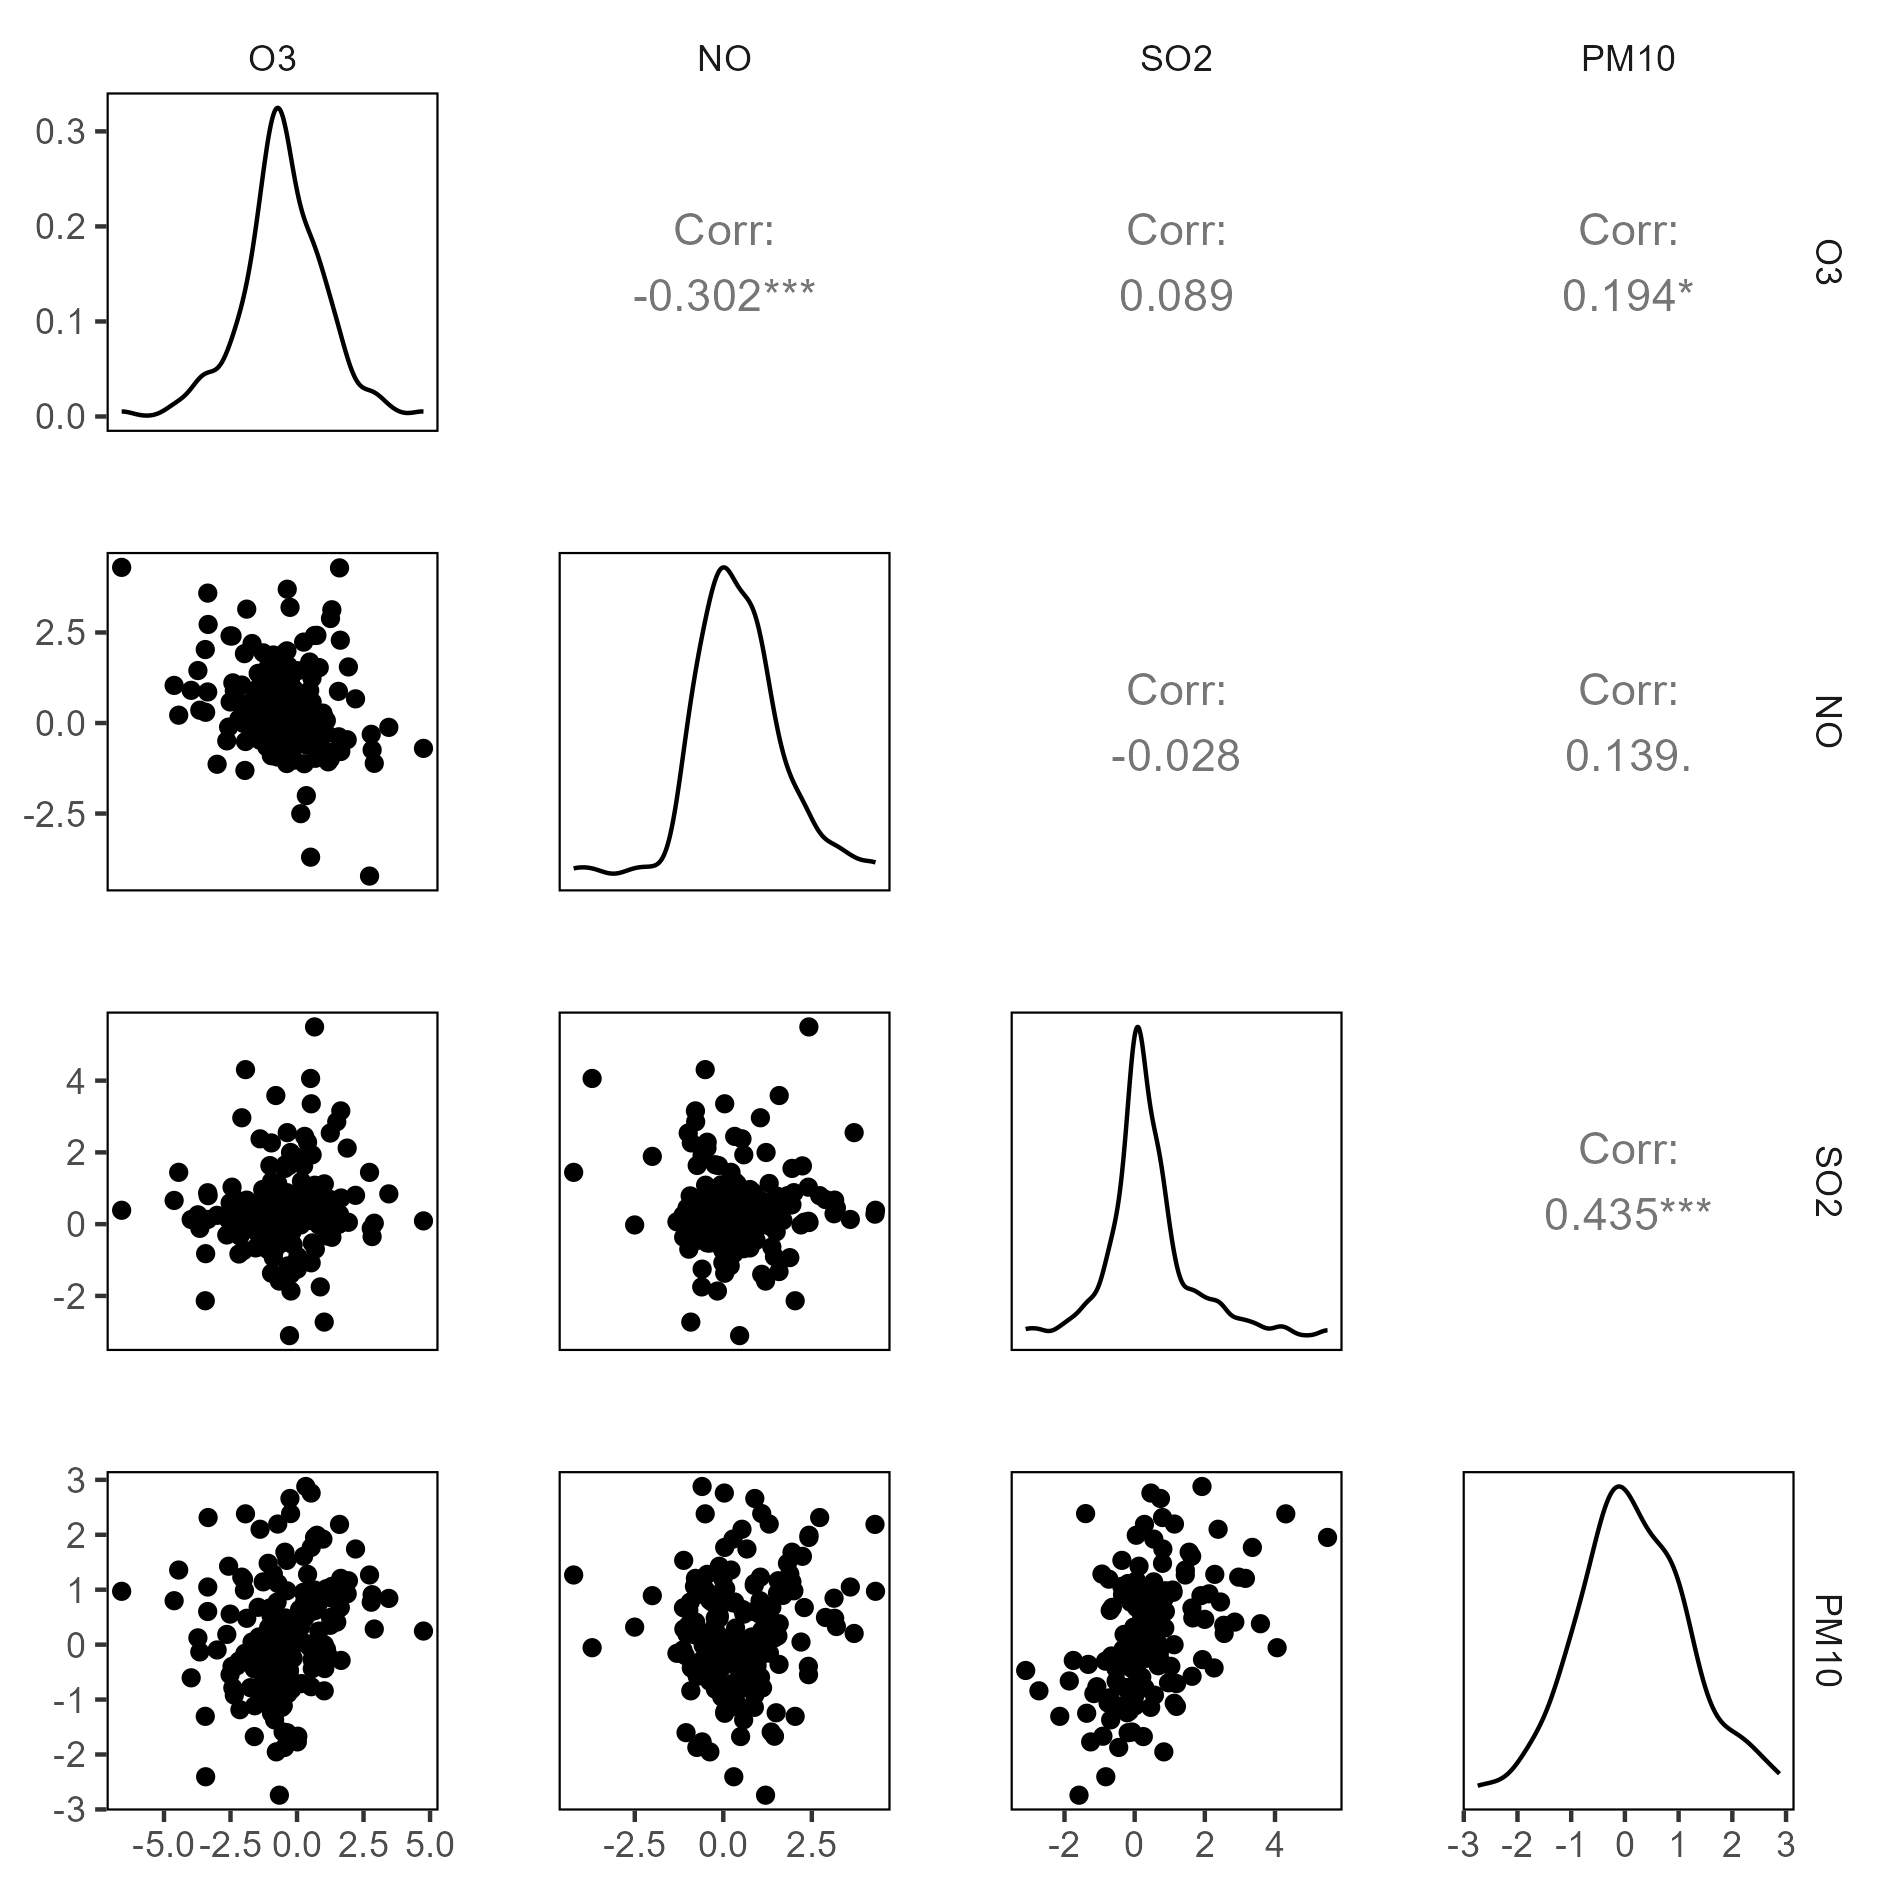 O3 NO SO2 PM10
0.3
0.2
0.1
0.0
Corr:
-0.302***
Corr:
0.089
Corr:
0.194*
O3
2.5
0.0
-2.5
Corr:
-0.028
Corr:
0.139.
NO
4
2
0
-2
Corr:
0.435***
SO2
3
2
1
0
-1
-2
-3
PM10
-5.0 -2.5 0.0 2.5 5.0
-2.5 0.0 2.5
-2 0 2 4
-3 -2 -1 0 1 2 3